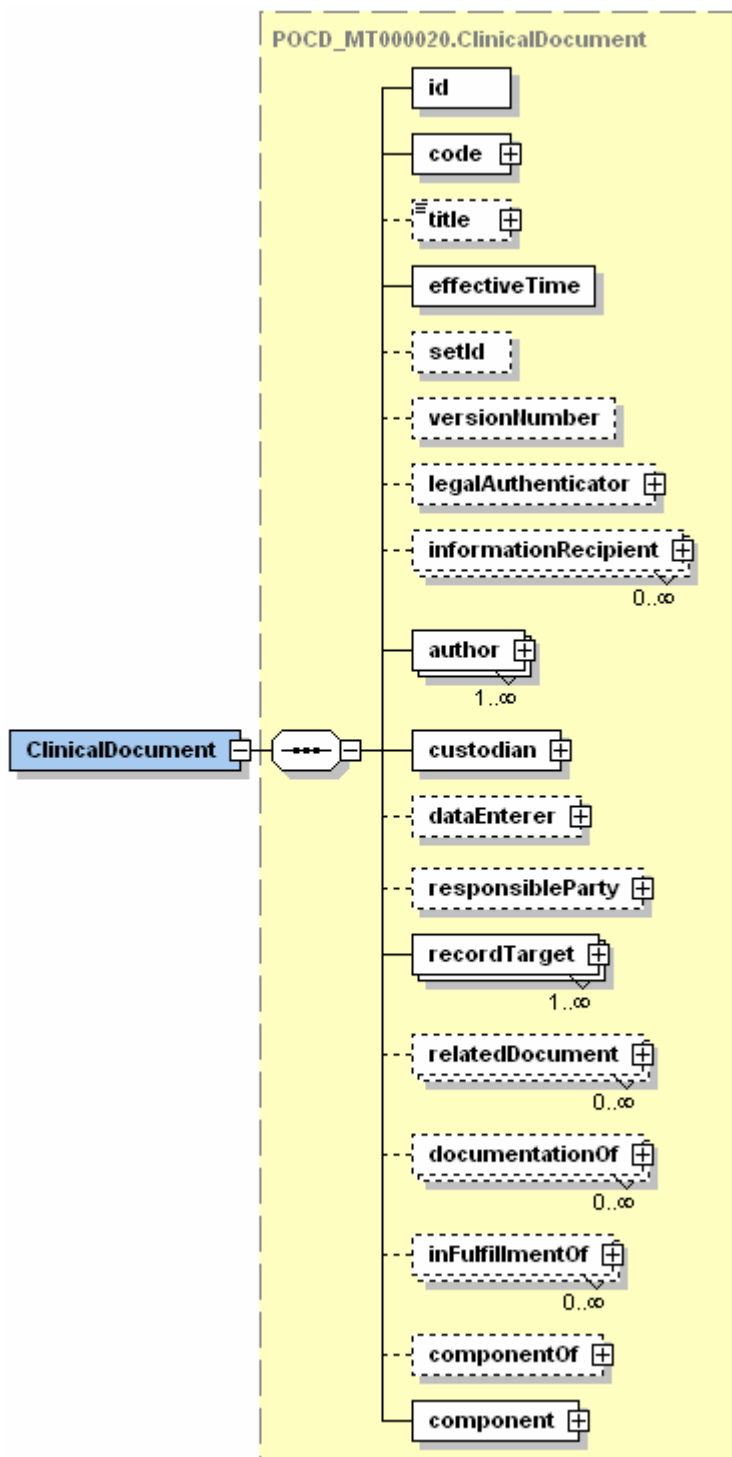 POCD_MT000020.ClinicalDocument
id
code
title
effectiveTime
setId
versionNumber
legalAuthenticator
informationRecipient
0..∞
author
1..∞
ClinicalDocument
custodian
dataEnterer
responsibleParty
recordTarget
1..∞
relatedDocument
0..∞
documentationOf
0..∞
inFulfillmentOf
0..∞
componentOf
component